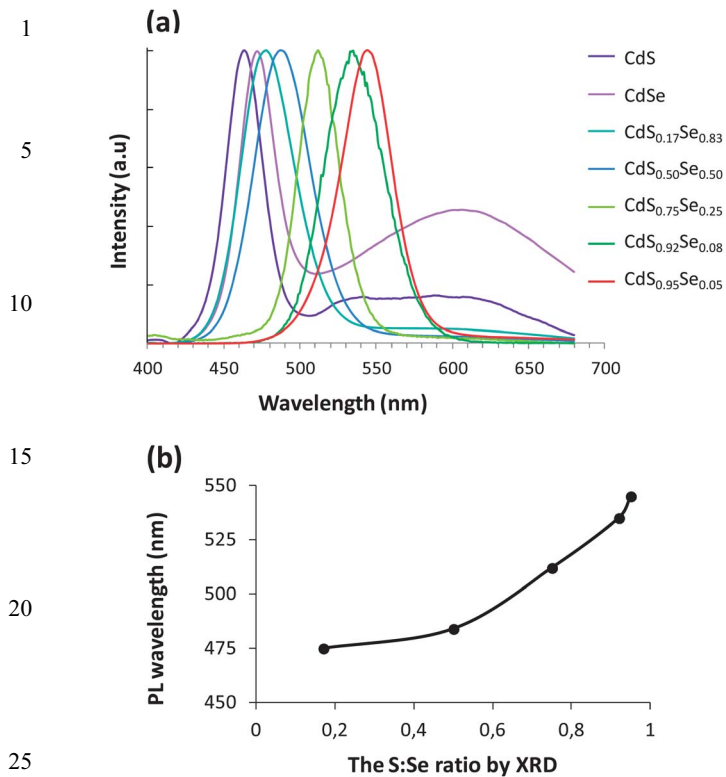 1
(a)
CdS
CdSe
CdS0.17Se0.83
5
CdS0.50Se0.50
CdS0.75Se0.25
CdS0.92Se0.08
10
CdS0.95Se0.05
Intensity (a.u)
400 450 500 550 600 650 700
Wavelength (nm)
15
(b)
550
525
20
500
475
450
PL wavelength (nm)
0 0,2 0,4 0,6 0,8 1
25
The S:Se ratio by XRD